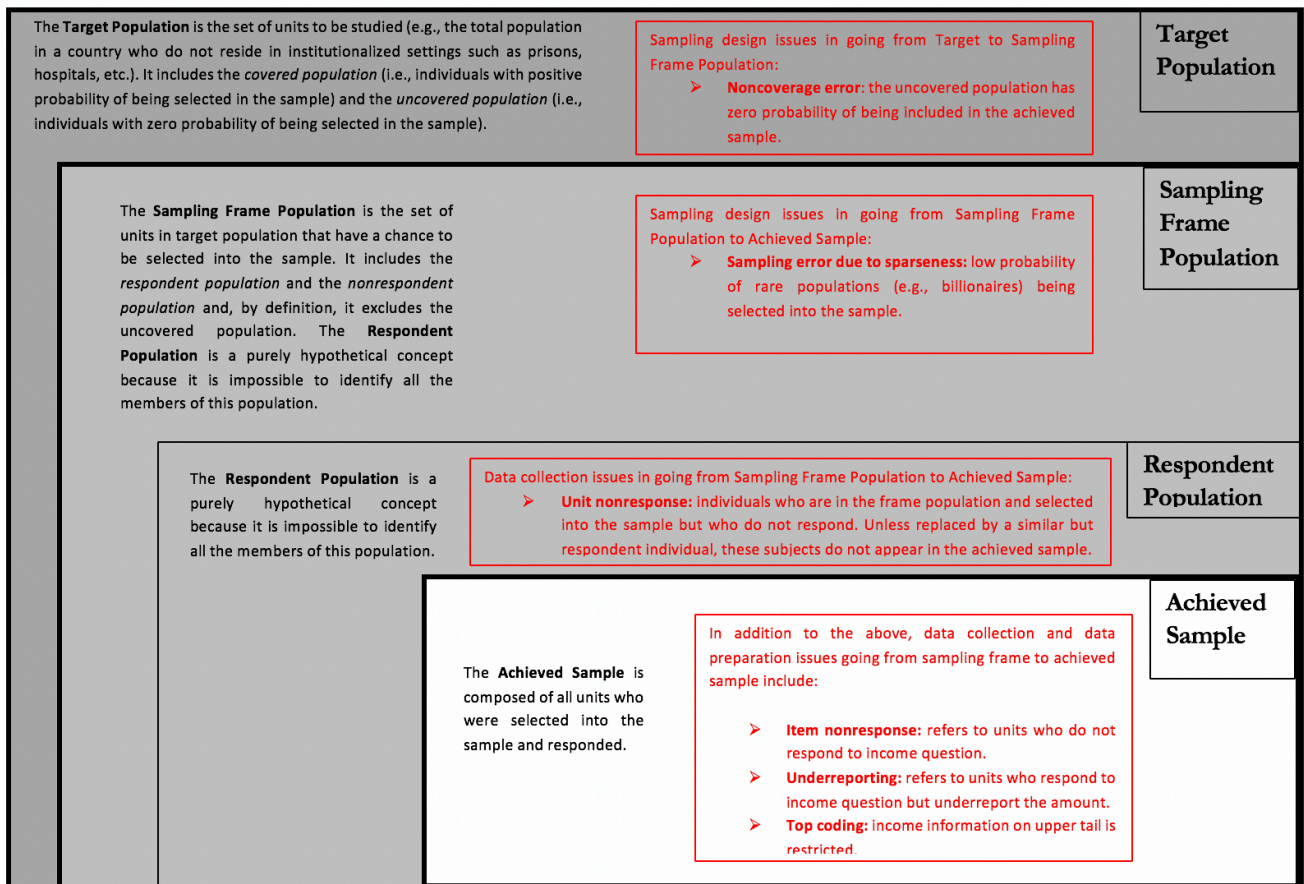 The Target Population is the set of units to be studied (e.g., the total population
in a country who do not reside in institutionalized settings such as prisons,
hospitals, etc.). It includes the covered population (i.e., individuals with positive
probability of being selected in the sample) and the uncovered population (i.e.,
individuals with zero probability of being selected in the sample).
Sampling design issues in going from Target to Sampling
Frame Population:
➢ Noncoverage error: the uncovered population has
zero probability of being included in the achieved
sample.
Target
Population
The Sampling Frame Population is the set of
units in target population that have a chance to
be selected into the sample. It includes the
respondent population and the nonrespondent
population and, by definition, it excludes the
uncovered population. The Respondent
Population is a purely hypothetical concept
because it is impossible to identify all the
members of this population.
Sampling design issues in going from Sampling Frame
Population to Achieved Sample:
➢ Sampling error due to sparseness: low probability
of rare populations (e.g., billionaires) being
selected into the sample.
Sampling
Frame
Population
The Respondent Population is a
purely hypothetical concept
because it is impossible to identify
all the members of this population.
Data collection issues in going from Sampling Frame Population to Achieved Sample:
➢ Unit nonresponse: individuals who are in the frame population and selected
into the sample but who do not respond. Unless replaced by a similar but
respondent individual, these subjects do not appear in the achieved sample.
Respondent
Population
The Achieved Sample is
composed of all units who
were selected into the
sample and responded.
In addition to the above, data collection and data
preparation issues going from sampling frame to achieved
sample include:
➢ Item nonresponse: refers to units who do not
respond to income question.
➢ Underreporting: refers to units who respond to
income question but underreport the amount.
➢ Top coding: income information on upper tail is
restricted.
Achieved
Sample